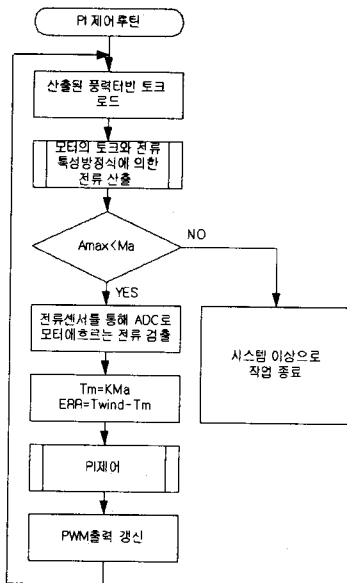 PI 제어루틴
산출된 풍력터빈 토크
로드
모터의 토크와 전류
특성방정식에 의한
전류 산출
Amax<Ma
NO
YES
전류센서를 통해 ADC로
모터에흐르는 전류 검출
시스템 이상으로
작업 종료
Tm=KMa
ERR=Twind-Tm
PI제어
PWM출력 갱신